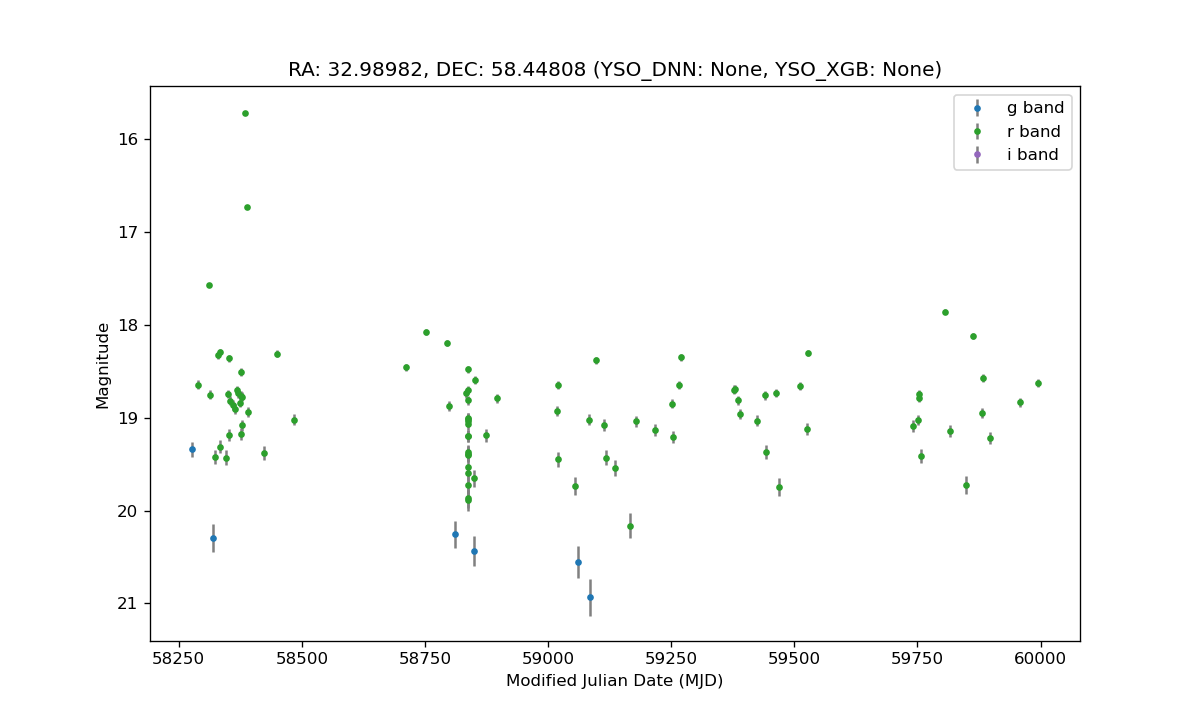 RA: 32.98982, DEC: 58.44808 (YSO_DNN: None, YSO_XGB: None)
g band
r band
i band
16
17
18
19
20
21
Magnitude
58250 58500 58750 59000 59250 59500 59750 60000
Modified Julian Date (MJD)